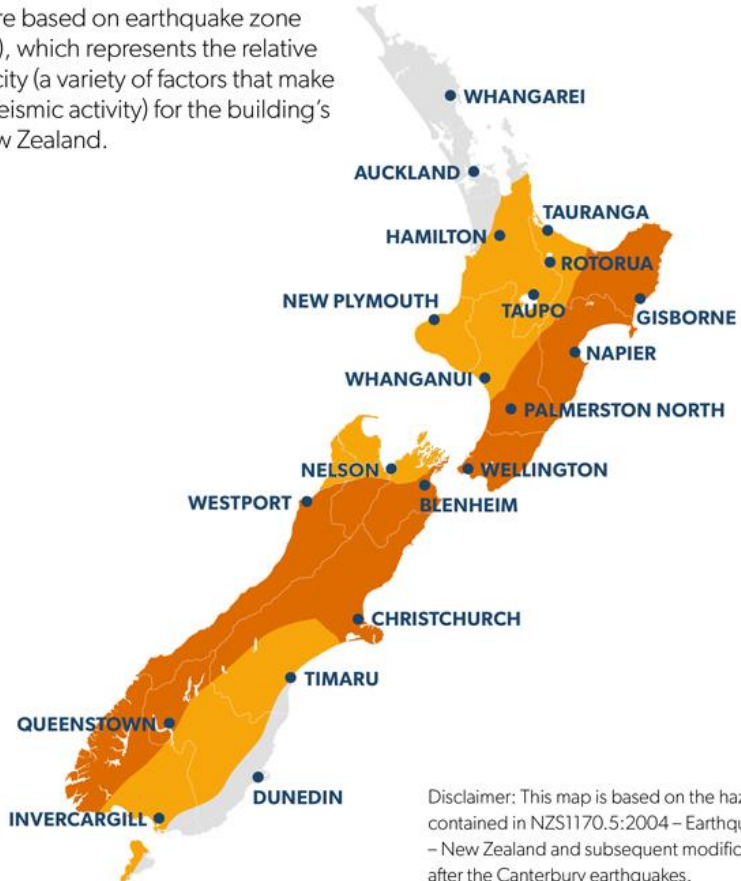 re based on earthquake zone
), which represents the relative
city (a variety of factors that make
eismic activity) for the building's
w Zealand.
WHANGAREI
AUCKLAND
TAURANGA
HAMILTON
ROTORUA
NEW PLYMOUTH
TAUPO
GISBORNE
NAPIER
WHANGANUI
PALMERSTON NORTH
NELSON
WELLINGTON
WESTPORT
BLENHEIM
CHRISTCHURCH
TIMARU
QUEENSTOWN
DUNEDIN
INVERCARGILL
Disclaimer: This map is based on the haz
contained in NZS1170.5:2004 – Earthqu
– New Zealand and subsequent modific
after the Canterbury earthquakes.